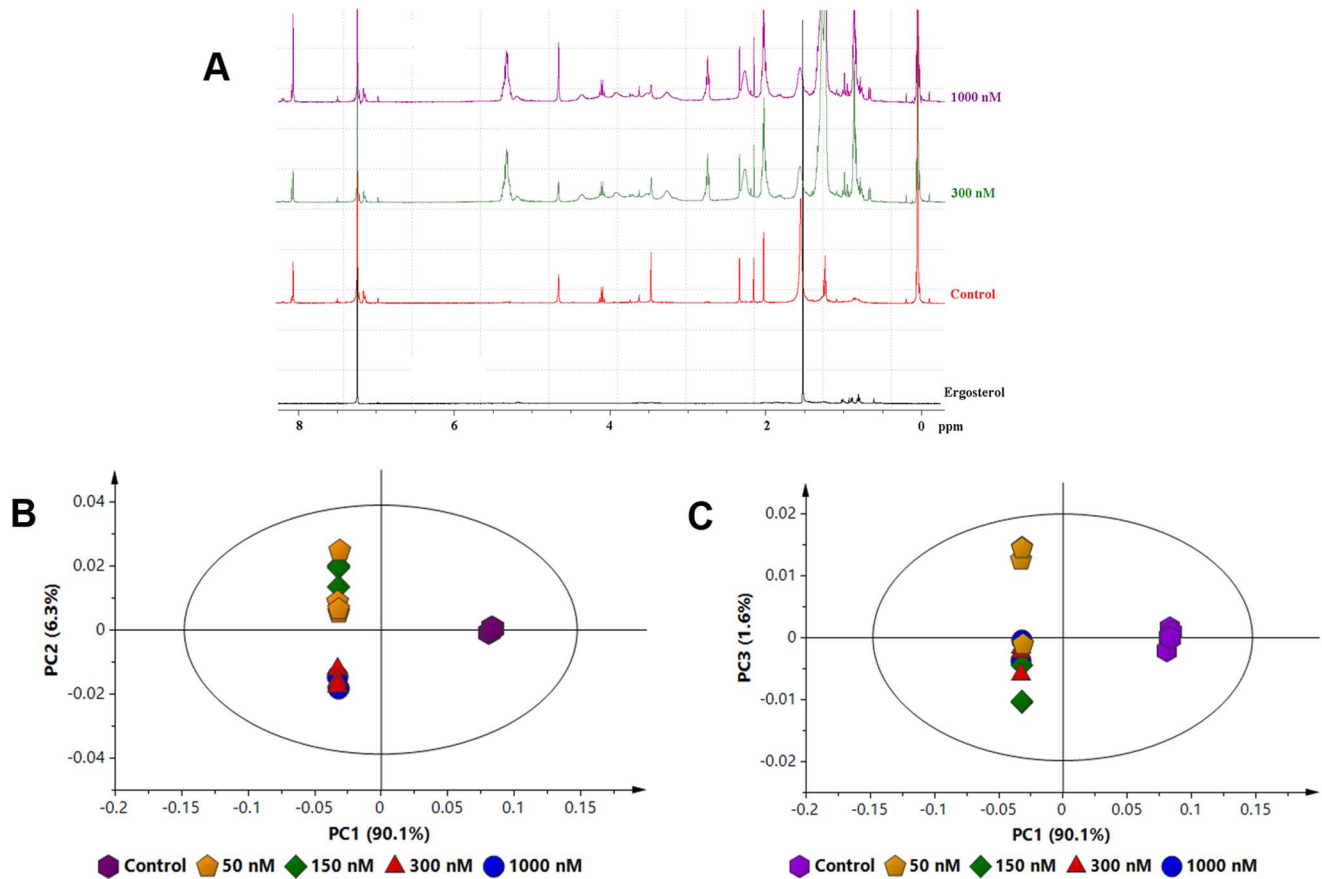 A
1000 nM
300 nM
Control
Ergosterol
8 6 4 2 0 ppm
B
PC2 (6.3%)
0.04
0.02
0
-0.02
-0.04
-0.2 -0.15 -0.1 -0.05 0 0.05 0.1 0.15
PC1 (90.1%)
Control 50 nM 150 nM 300 nM 1000 nM
C
PC3 (1.6%)
0.02
0.01
0
-0.01
-0.02
-0.2 -0.15 -0.1 -0.05 0 0.05 0.1 0.15
PC1 (90.1%)
Control 50 nM 150 nM 300 nM 1000 nM